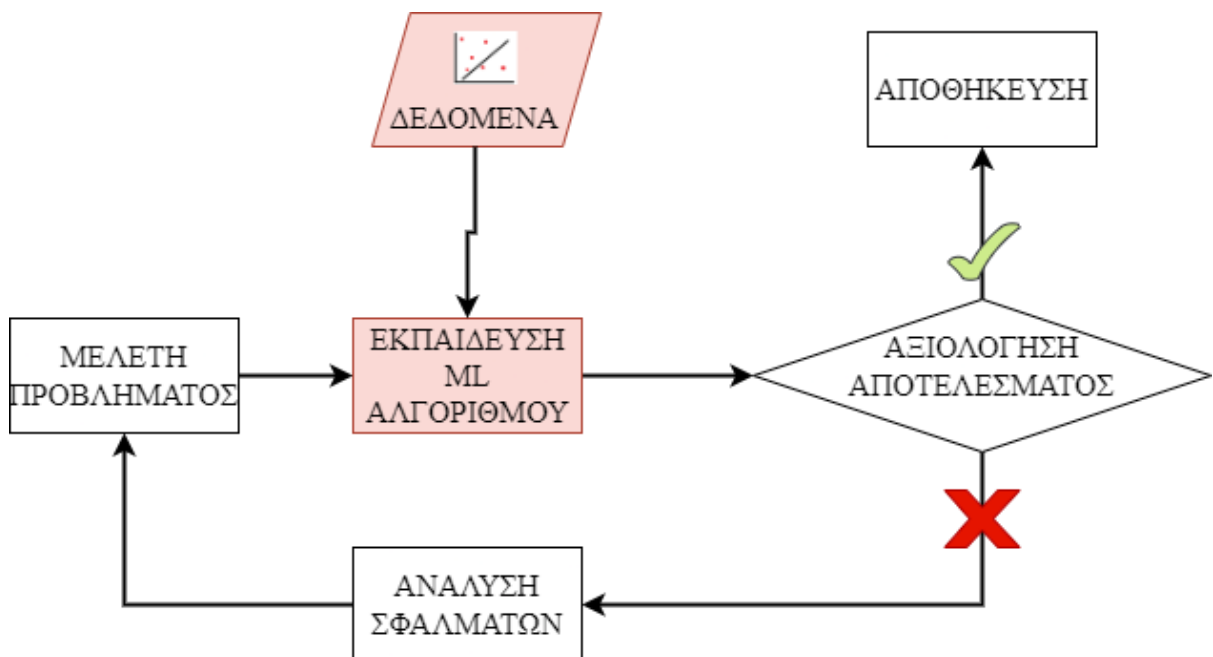 ΔΕΔΟΜΕΝΑ
ΑΠΟΘΗΚΕΥΣΗ
ΜΕΛΕΤΗ
ΠΡΟΒΛΗΜΑΤΟΣ
ΕΚΠΑΙΔΕΥΣΗ
ML
ΑΛΓΟΡΙΘΜΟΥ
ΑΞΙΟΛΟΓΗΣΗ
ΑΠΟΤΕΛΕΣΜΑΤΟΣ
ΑΝΑΛΥΣΗ
ΣΦΑΛΜΑΤΩΝ